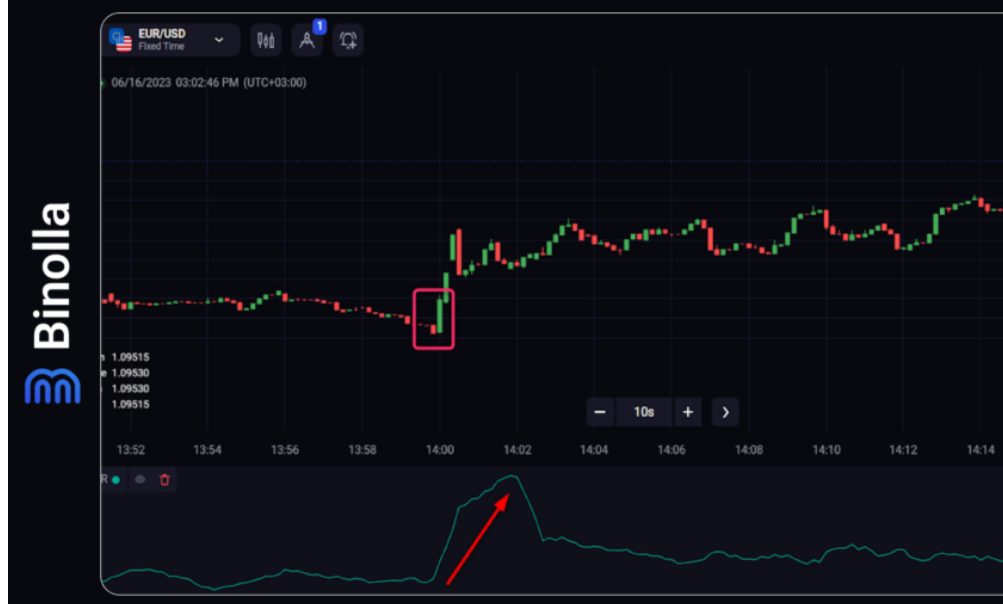 Binolla
EUR/USD
Fixed Time
1
06/16/2023 03:02:46 PM (UTC+03:00)
n 1.09515
e 1.09530
1.09530
1.09515
− 10s + >
13:52 13:54 13:56 13:58 14:00 14:02 14:04 14:06 14:08 14:10 14:12 14:14
R